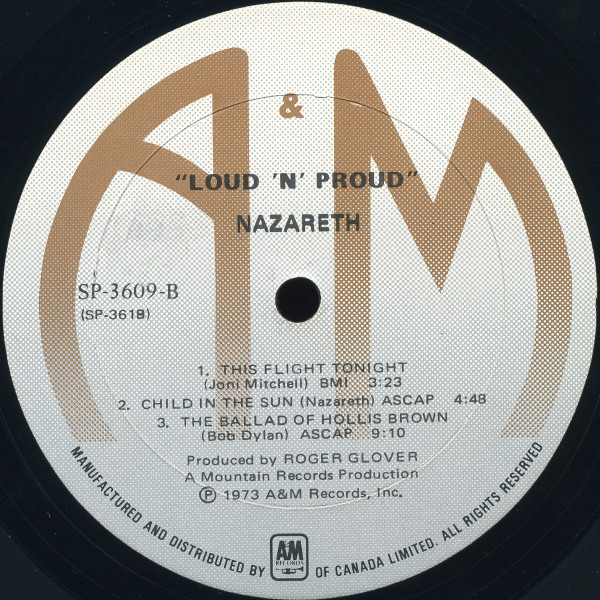 A & M
"LOUD 'N' PROUD"
NAZARETH
SP-3609-B
(SP-3618)
1. THIS FLIGHT TONIGHT
(Joni Mitchell) BMI 3:23
2. CHILD IN THE SUN (Nazareth) ASCAP 4:48
3. THE BALLAD OF HOLLIS BROWN
(Bob Dylan) ASCAP 9:10
Produced by ROGER GLOVER
A Mountain Records Production
Ⓟ 1973 A&M Records, Inc.
MANUFACTURED AND DISTRIBUTED BY A&M RECORDS OF CANADA LIMITED. ALL RIGHTS RESERVED